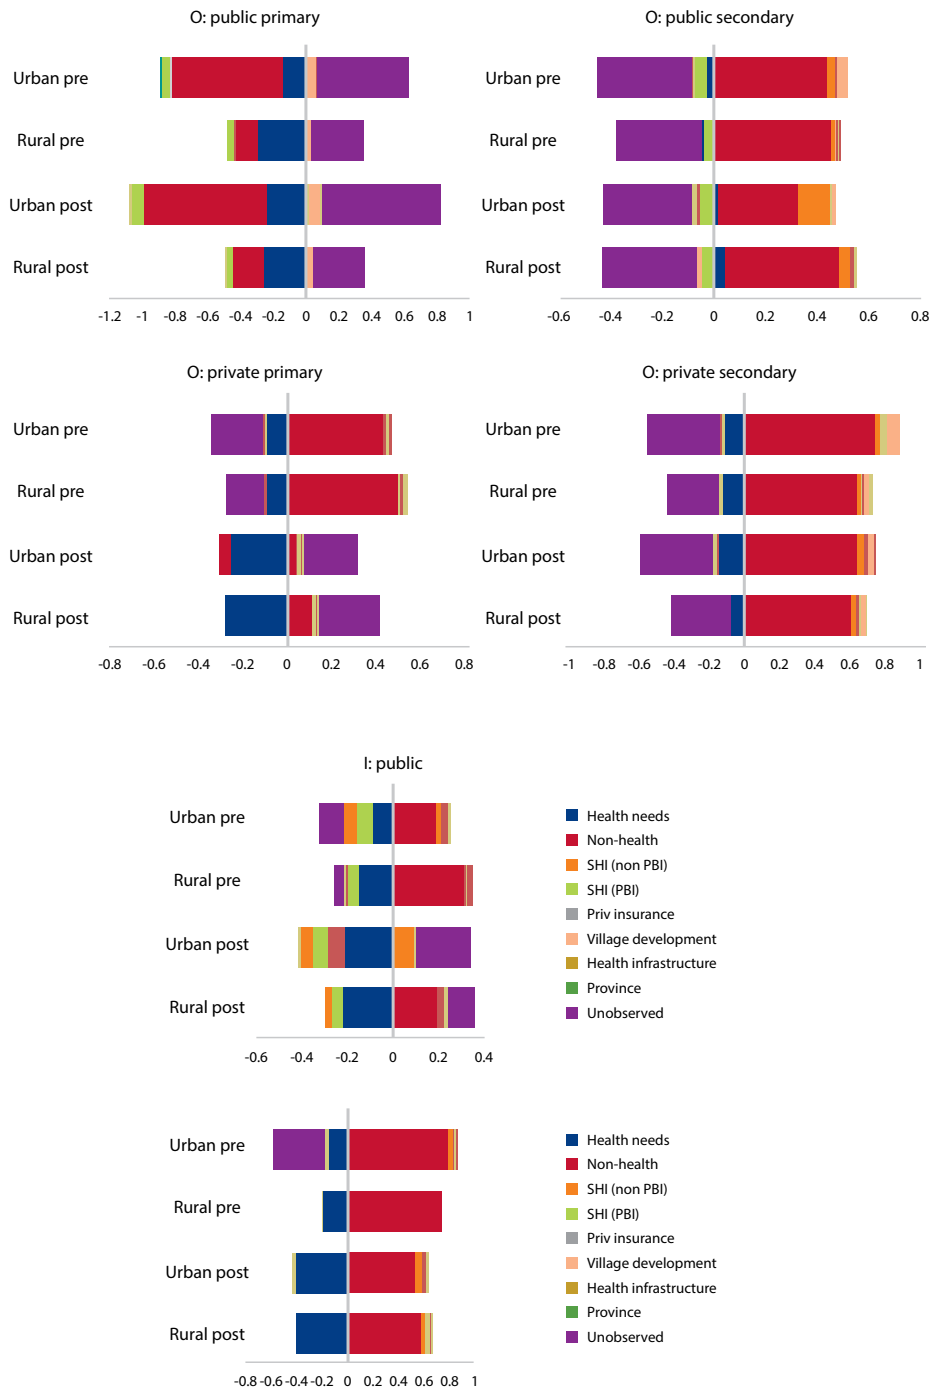 O: public primary
Urban pre
Rural pre
Urban post
Rural post
-1.2 -1 -0.8 -0.6 -0.4 -0.2 0 0.2 0.4 0.6 0.8 1
O: public secondary
Urban pre
Rural pre
Urban post
Rural post
-0.6 -0.4 -0.2 0 0.2 0.4 0.6 0.8
O: private primary
Urban pre
Rural pre
Urban post
Rural post
-0.8 -0.6 -0.4 -0.2 0 0.2 0.4 0.6 0.8
O: private secondary
Urban pre
Rural pre
Urban post
Rural post
-1 -0.8 -0.6 -0.4 -0.2 0 0.2 0.4 0.6 0.8 1
I: public
Urban pre
Rural pre
Urban post
Rural post
-0.6 -0.4 -0.2 0 0.2 0.4
Health needs
Non-health
SHI (non PBI)
SHI (PBI)
Priv insurance
Village development
Health infrastructure
Province
Unobserved
Urban pre
Rural pre
Urban post
Rural post
-0.8 -0.6 -0.4 -0.2 0 0.2 0.4 0.6 0.8 1
Health needs
Non-health
SHI (non PBI)
SHI (PBI)
Priv insurance
Village development
Health infrastructure
Province
Unobserved